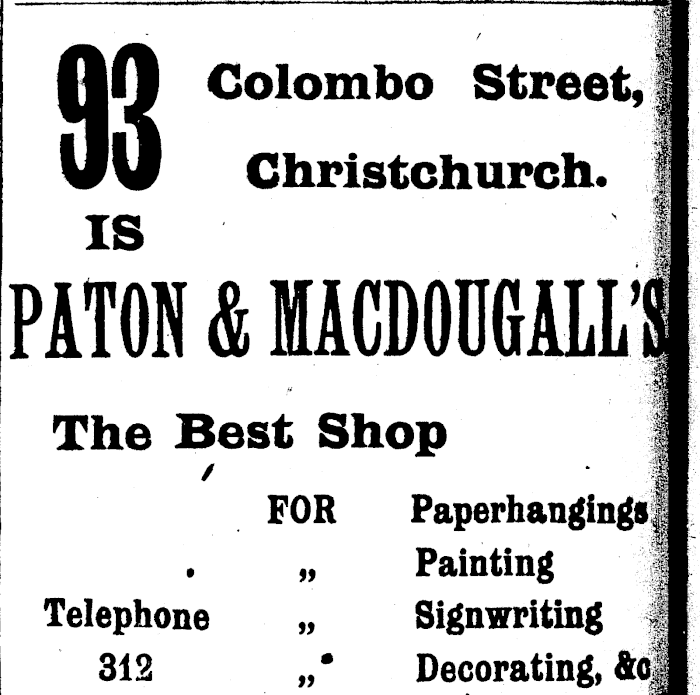 93 Colombo Street,
Christchurch.
IS
PATON & MACDOUGALL'S
The Best Shop
FOR Paperhangings
„ Painting
Telephone „ Signwriting
312 „ Decorating, &c